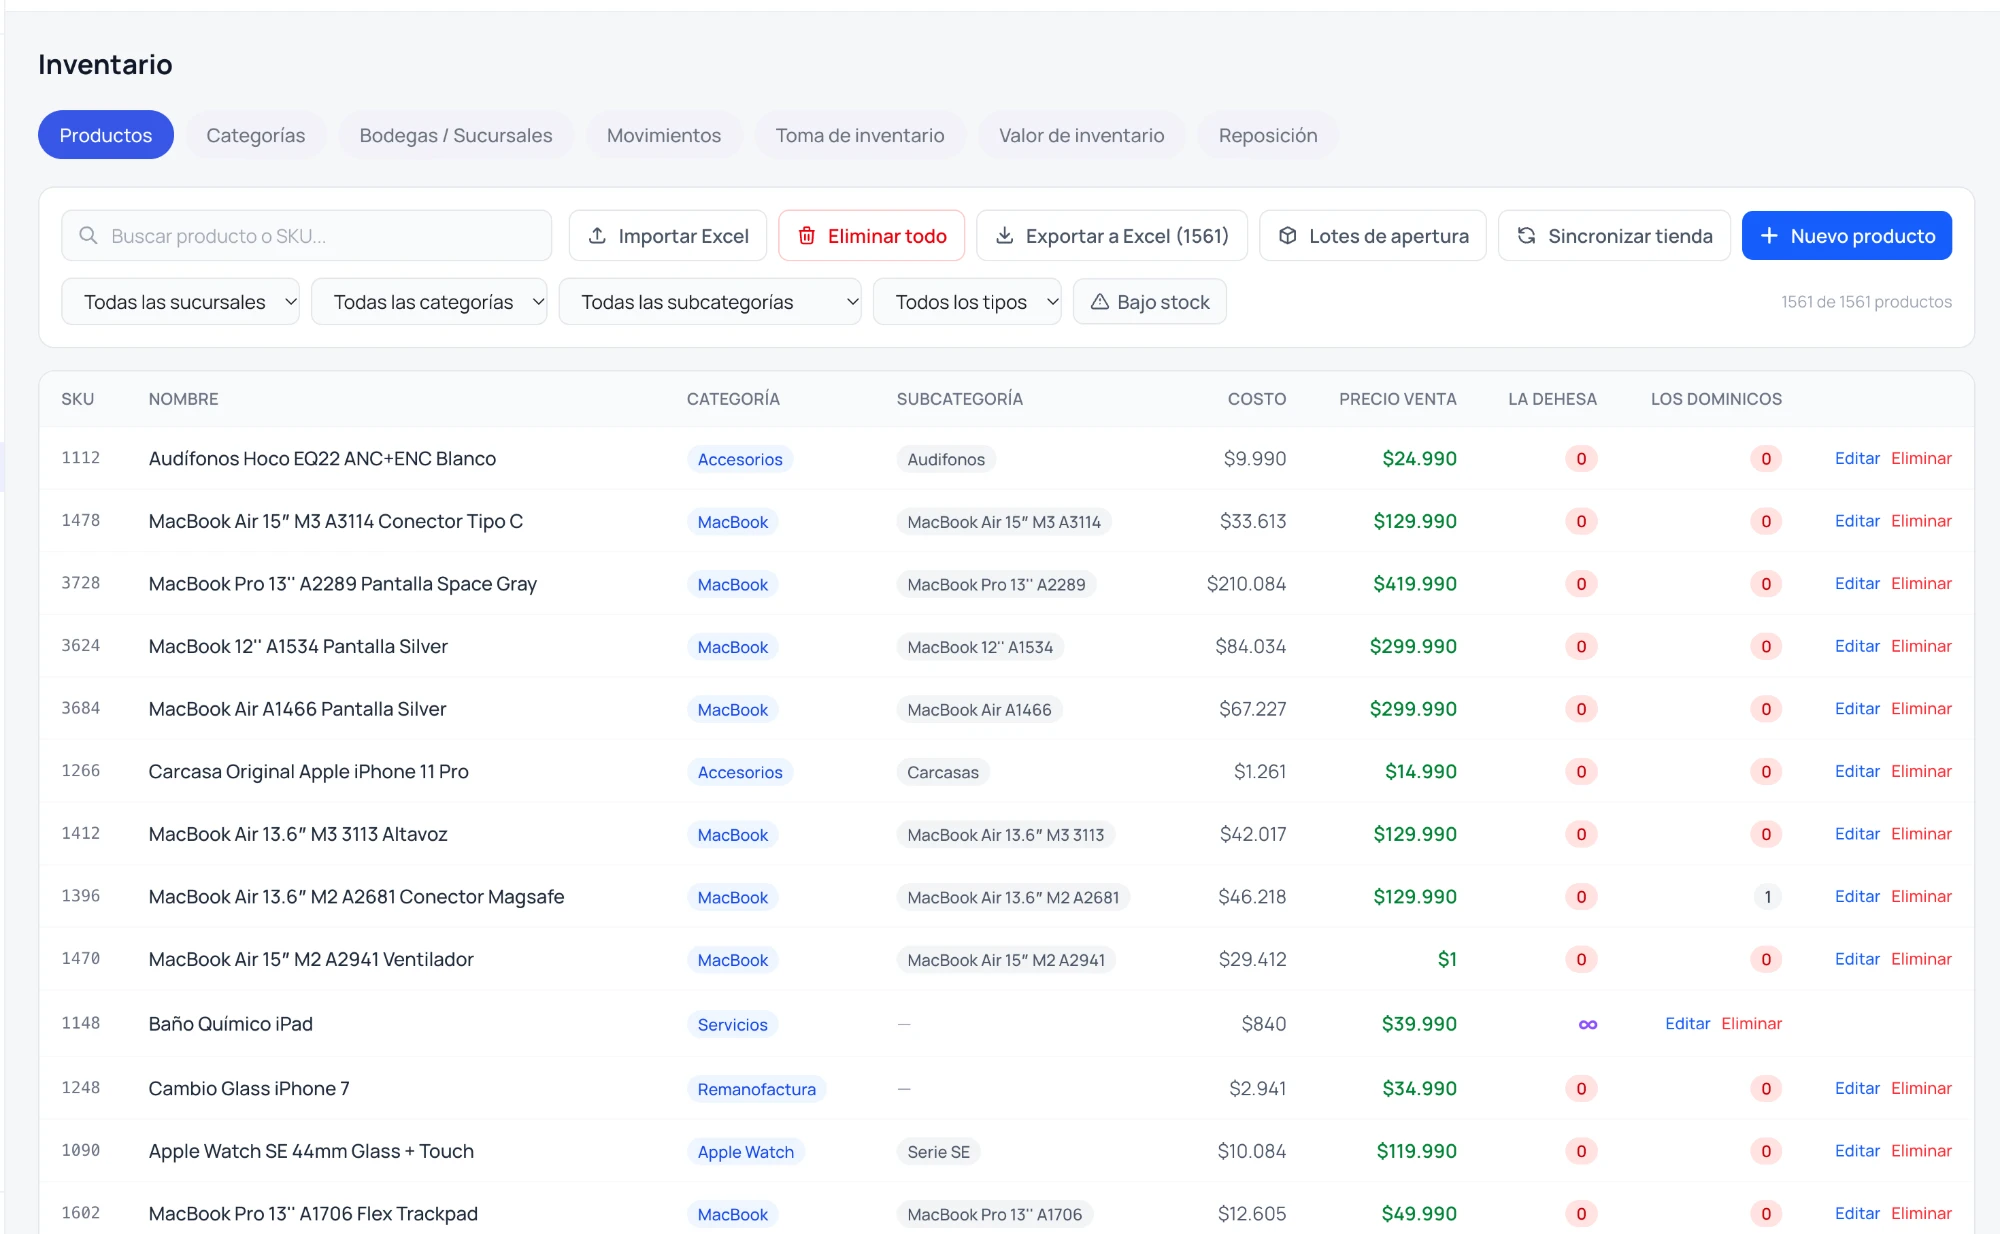 Inventario
Productos Categorías Bodegas / Sucursales Movimientos Toma de inventario Valor de inventario Reposición
Buscar producto o SKU... Importar Excel Eliminar todo Exportar a Excel (1561) Lotes de apertura Sincronizar tienda + Nuevo producto
Todas las sucursales Todas las categorías Todas las subcategorías Todos los tipos Bajo stock 1561 de 1561 productos
SKU NOMBRE CATEGORÍA SUBCATEGORÍA COSTO PRECIO VENTA LA DEHESA LOS DOMINICOS
1112 Audífonos Hoco EQ22 ANC+ENC Blanco Accesorios Audifonos $9.990 $24.990 0 0 Editar Eliminar
1478 MacBook Air 15″ M3 A3114 Conector Tipo C MacBook MacBook Air 15″ M3 A3114 $33.613 $129.990 0 0 Editar Eliminar
3728 MacBook Pro 13'' A2289 Pantalla Space Gray MacBook MacBook Pro 13'' A2289 $210.084 $419.990 0 0 Editar Eliminar
3624 MacBook 12'' A1534 Pantalla Silver MacBook MacBook 12'' A1534 $84.034 $299.990 0 0 Editar Eliminar
3684 MacBook Air A1466 Pantalla Silver MacBook MacBook Air A1466 $67.227 $299.990 0 0 Editar Eliminar
1266 Carcasa Original Apple iPhone 11 Pro Accesorios Carcasas $1.261 $14.990 0 0 Editar Eliminar
1412 MacBook Air 13.6″ M3 3113 Altavoz MacBook MacBook Air 13.6″ M3 3113 $42.017 $129.990 0 0 Editar Eliminar
1396 MacBook Air 13.6″ M2 A2681 Conector Magsafe MacBook MacBook Air 13.6″ M2 A2681 $46.218 $129.990 0 1 Editar Eliminar
1470 MacBook Air 15″ M2 A2941 Ventilador MacBook MacBook Air 15″ M2 A2941 $29.412 $1 0 0 Editar Eliminar
1148 Baño Químico iPad Servicios — $840 $39.990 ∞ Editar Eliminar
1248 Cambio Glass iPhone 7 Remanofactura — $2.941 $34.990 0 0 Editar Eliminar
1090 Apple Watch SE 44mm Glass + Touch Apple Watch Serie SE $10.084 $119.990 0 0 Editar Eliminar
1602 MacBook Pro 13'' A1706 Flex Trackpad MacBook MacBook Pro 13'' A1706 $12.605 $49.990 0 0 Editar Eliminar